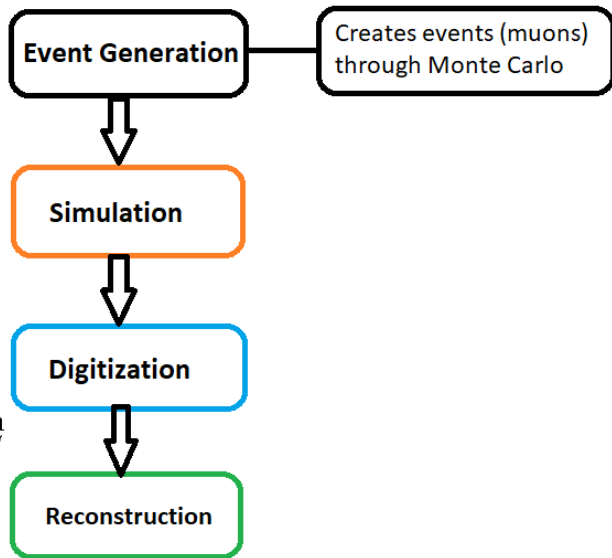 Event Generation
Creates events (muons)
through Monte Carlo
Simulation
Digitization
Reconstruction